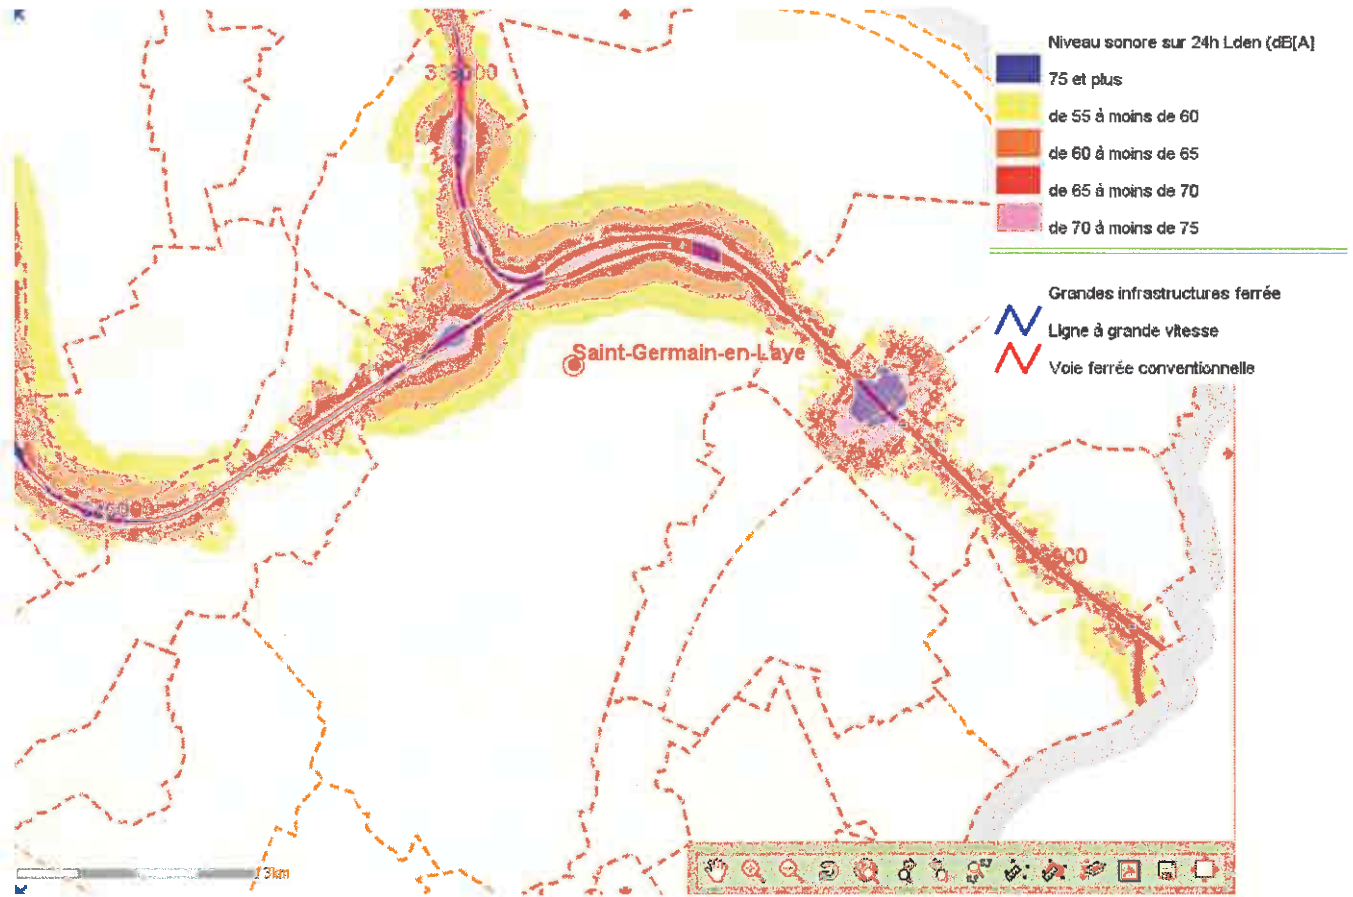 Niveau sonore sur 24h Lden (dB[A]
75 et plus
de 55 à moins de 60
de 60 à moins de 65
de 65 à moins de 70
de 70 à moins de 75
Grandes infrastructures ferrée
Ligne à grande vitesse
Voie ferrée conventionnelle
Saint-Germain-en-Laye
3km